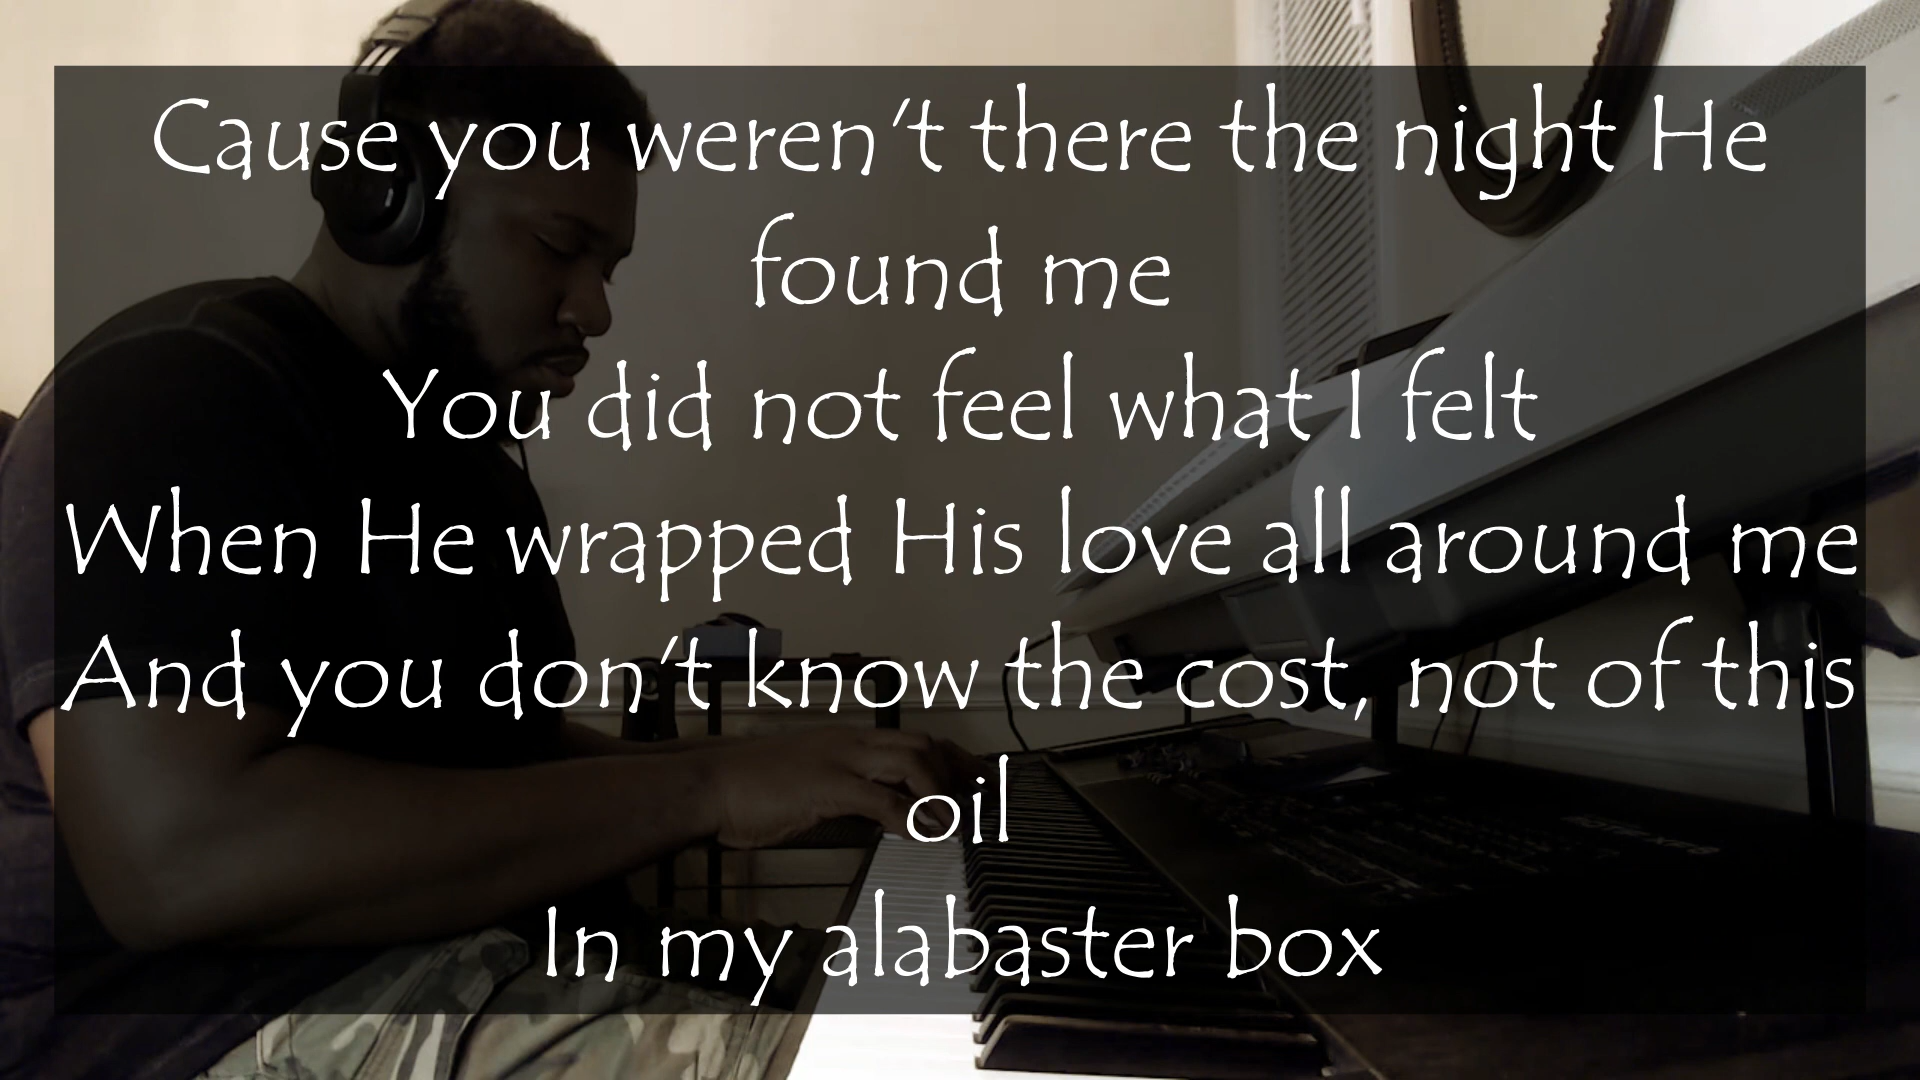 Cause you weren't there the night He
found me
You did not feel what I felt
When He wrapped His love all around me
And you don't know the cost, not of this
oil
In my alabaster box